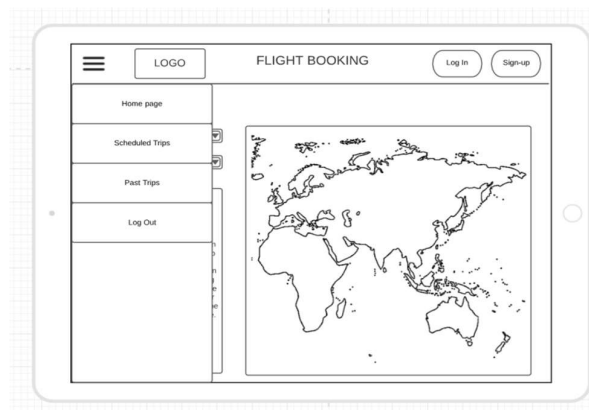 LOGO
FLIGHT BOOKING
Log In
Sign-up
Home page
Scheduled Trips
Past Trips
Log Out